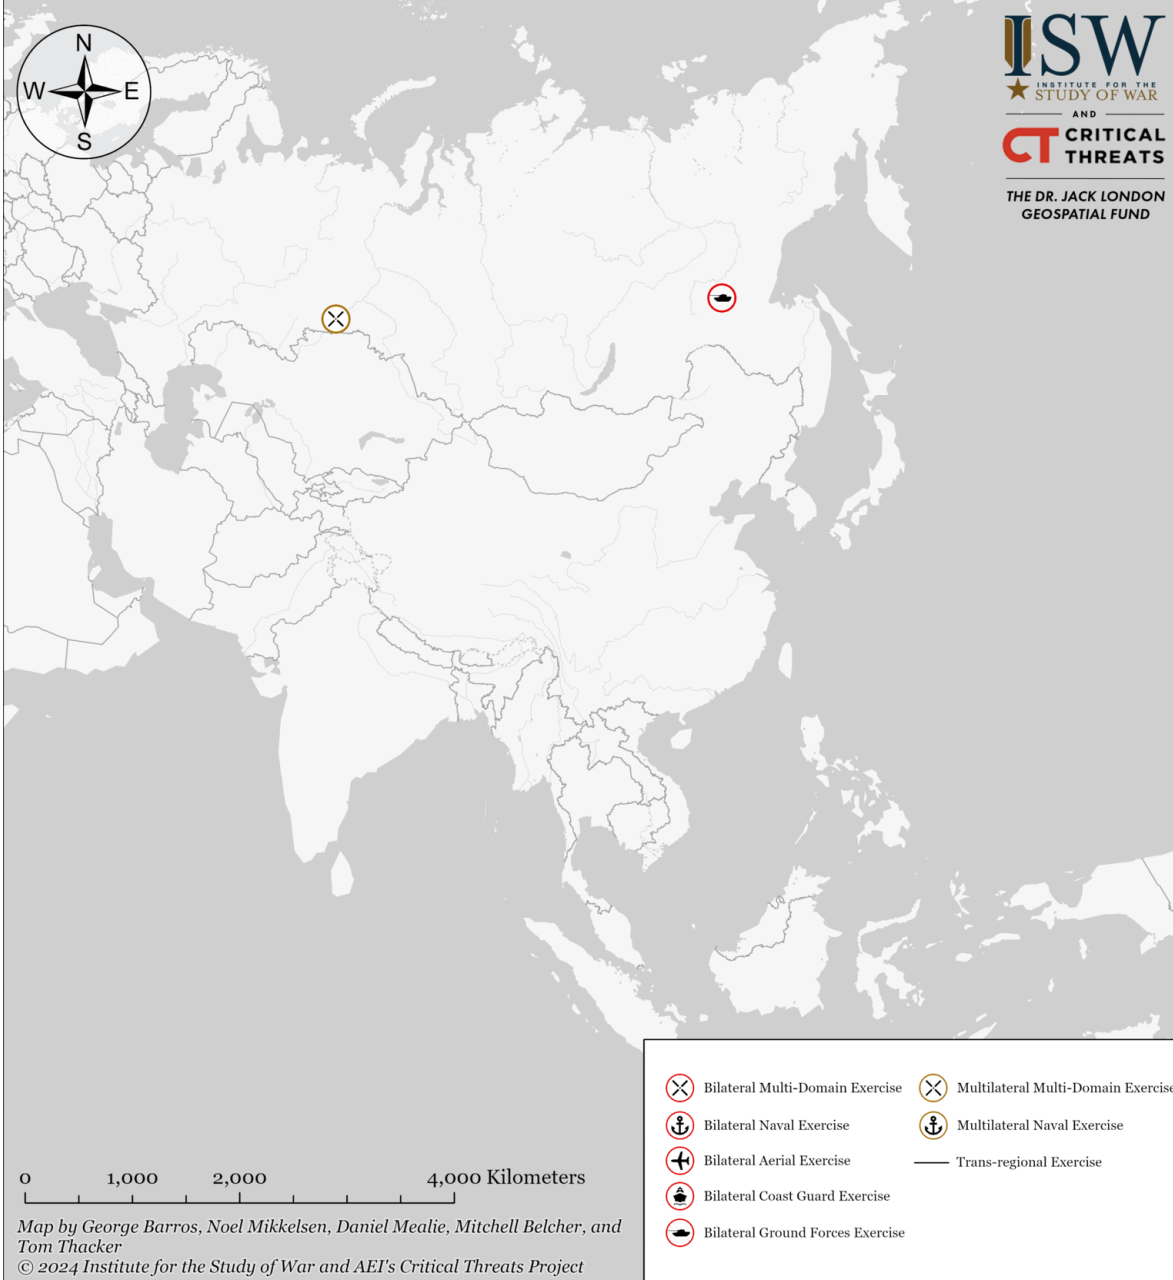 N
W E
S
ISW
INSTITUTE FOR THE
STUDY OF WAR
AND
CT CRITICAL
THREATS
THE DR. JACK LONDON
GEOSPATIAL FUND
Bilateral Multi-Domain Exercise
Bilateral Naval Exercise
Bilateral Aerial Exercise
Bilateral Coast Guard Exercise
Bilateral Ground Forces Exercise
Multilateral Multi-Domain Exercise
Multilateral Naval Exercise
Trans-regional Exercise
0 1,000 2,000 4,000 Kilometers
Map by George Barros, Noel Mikkelsen, Daniel Mealie, Mitchell Belcher, and
Tom Thacker
© 2024 Institute for the Study of War and AEI's Critical Threats Project